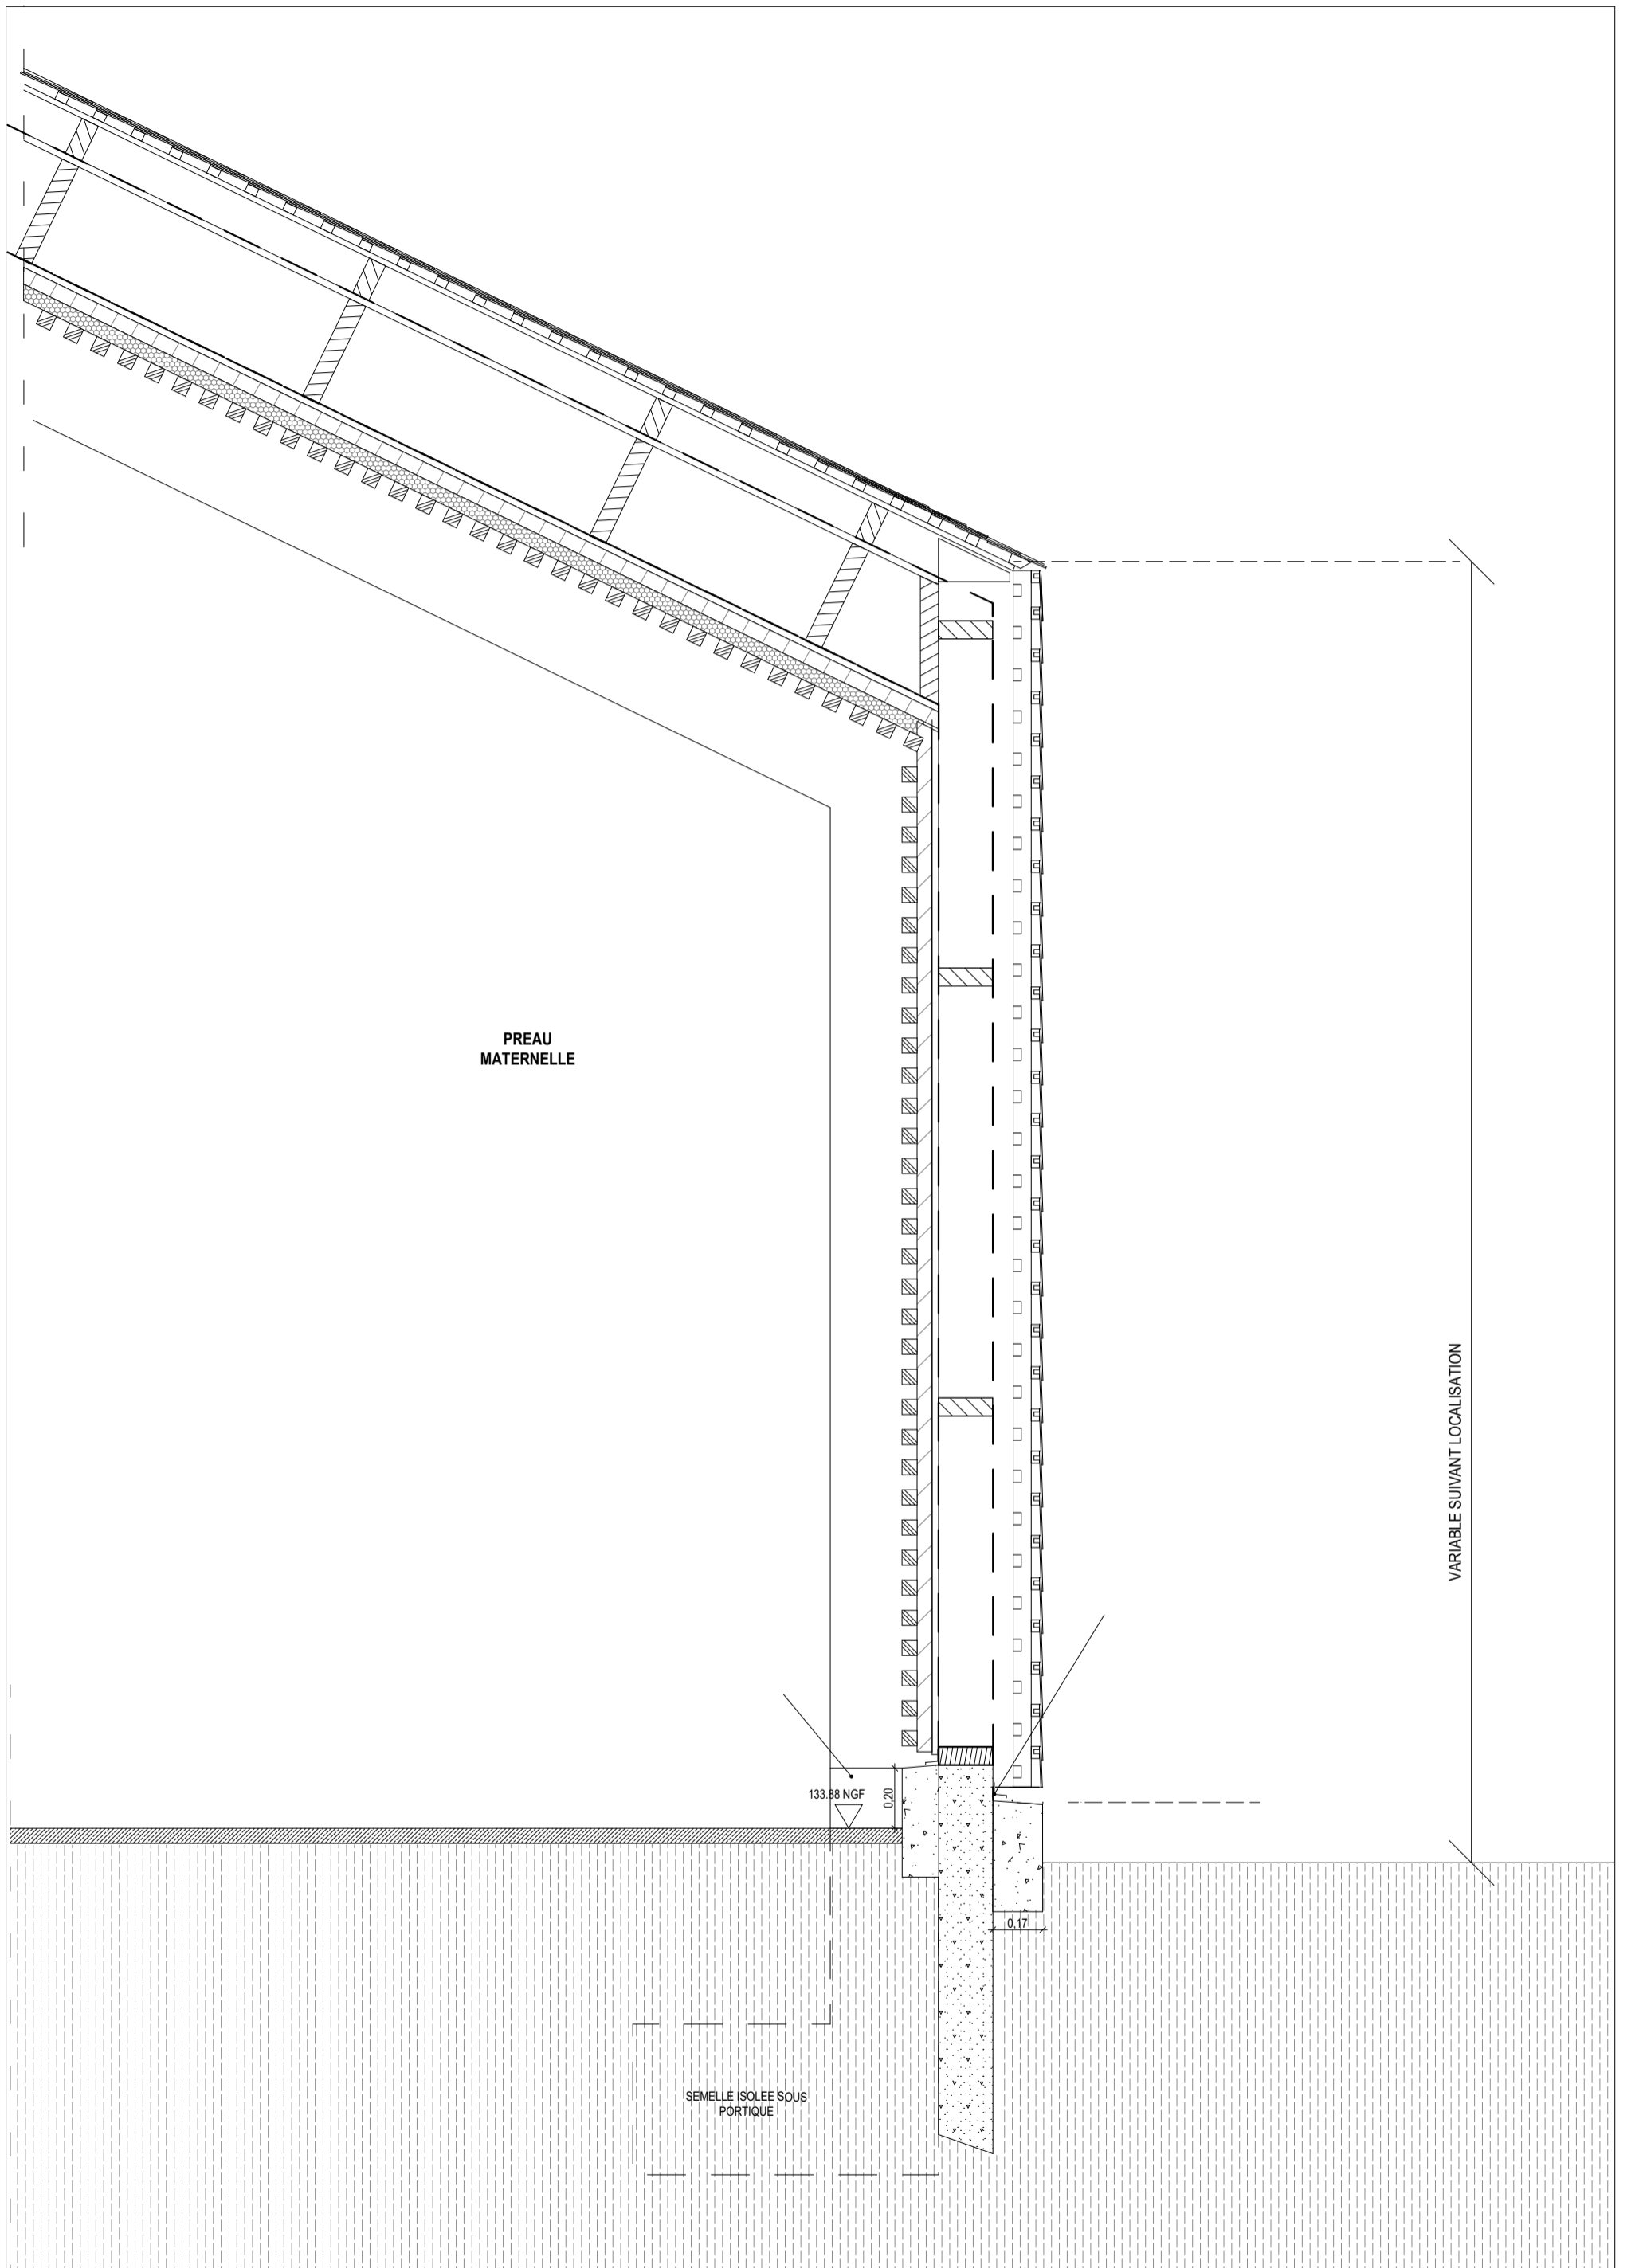 PREAU
MATERNELLE
VARIABLE SUIVANT LOCALISATION
133.88 NGF
0,20
0,17
SEMELLE ISOLEE SOUS
PORTIQUE